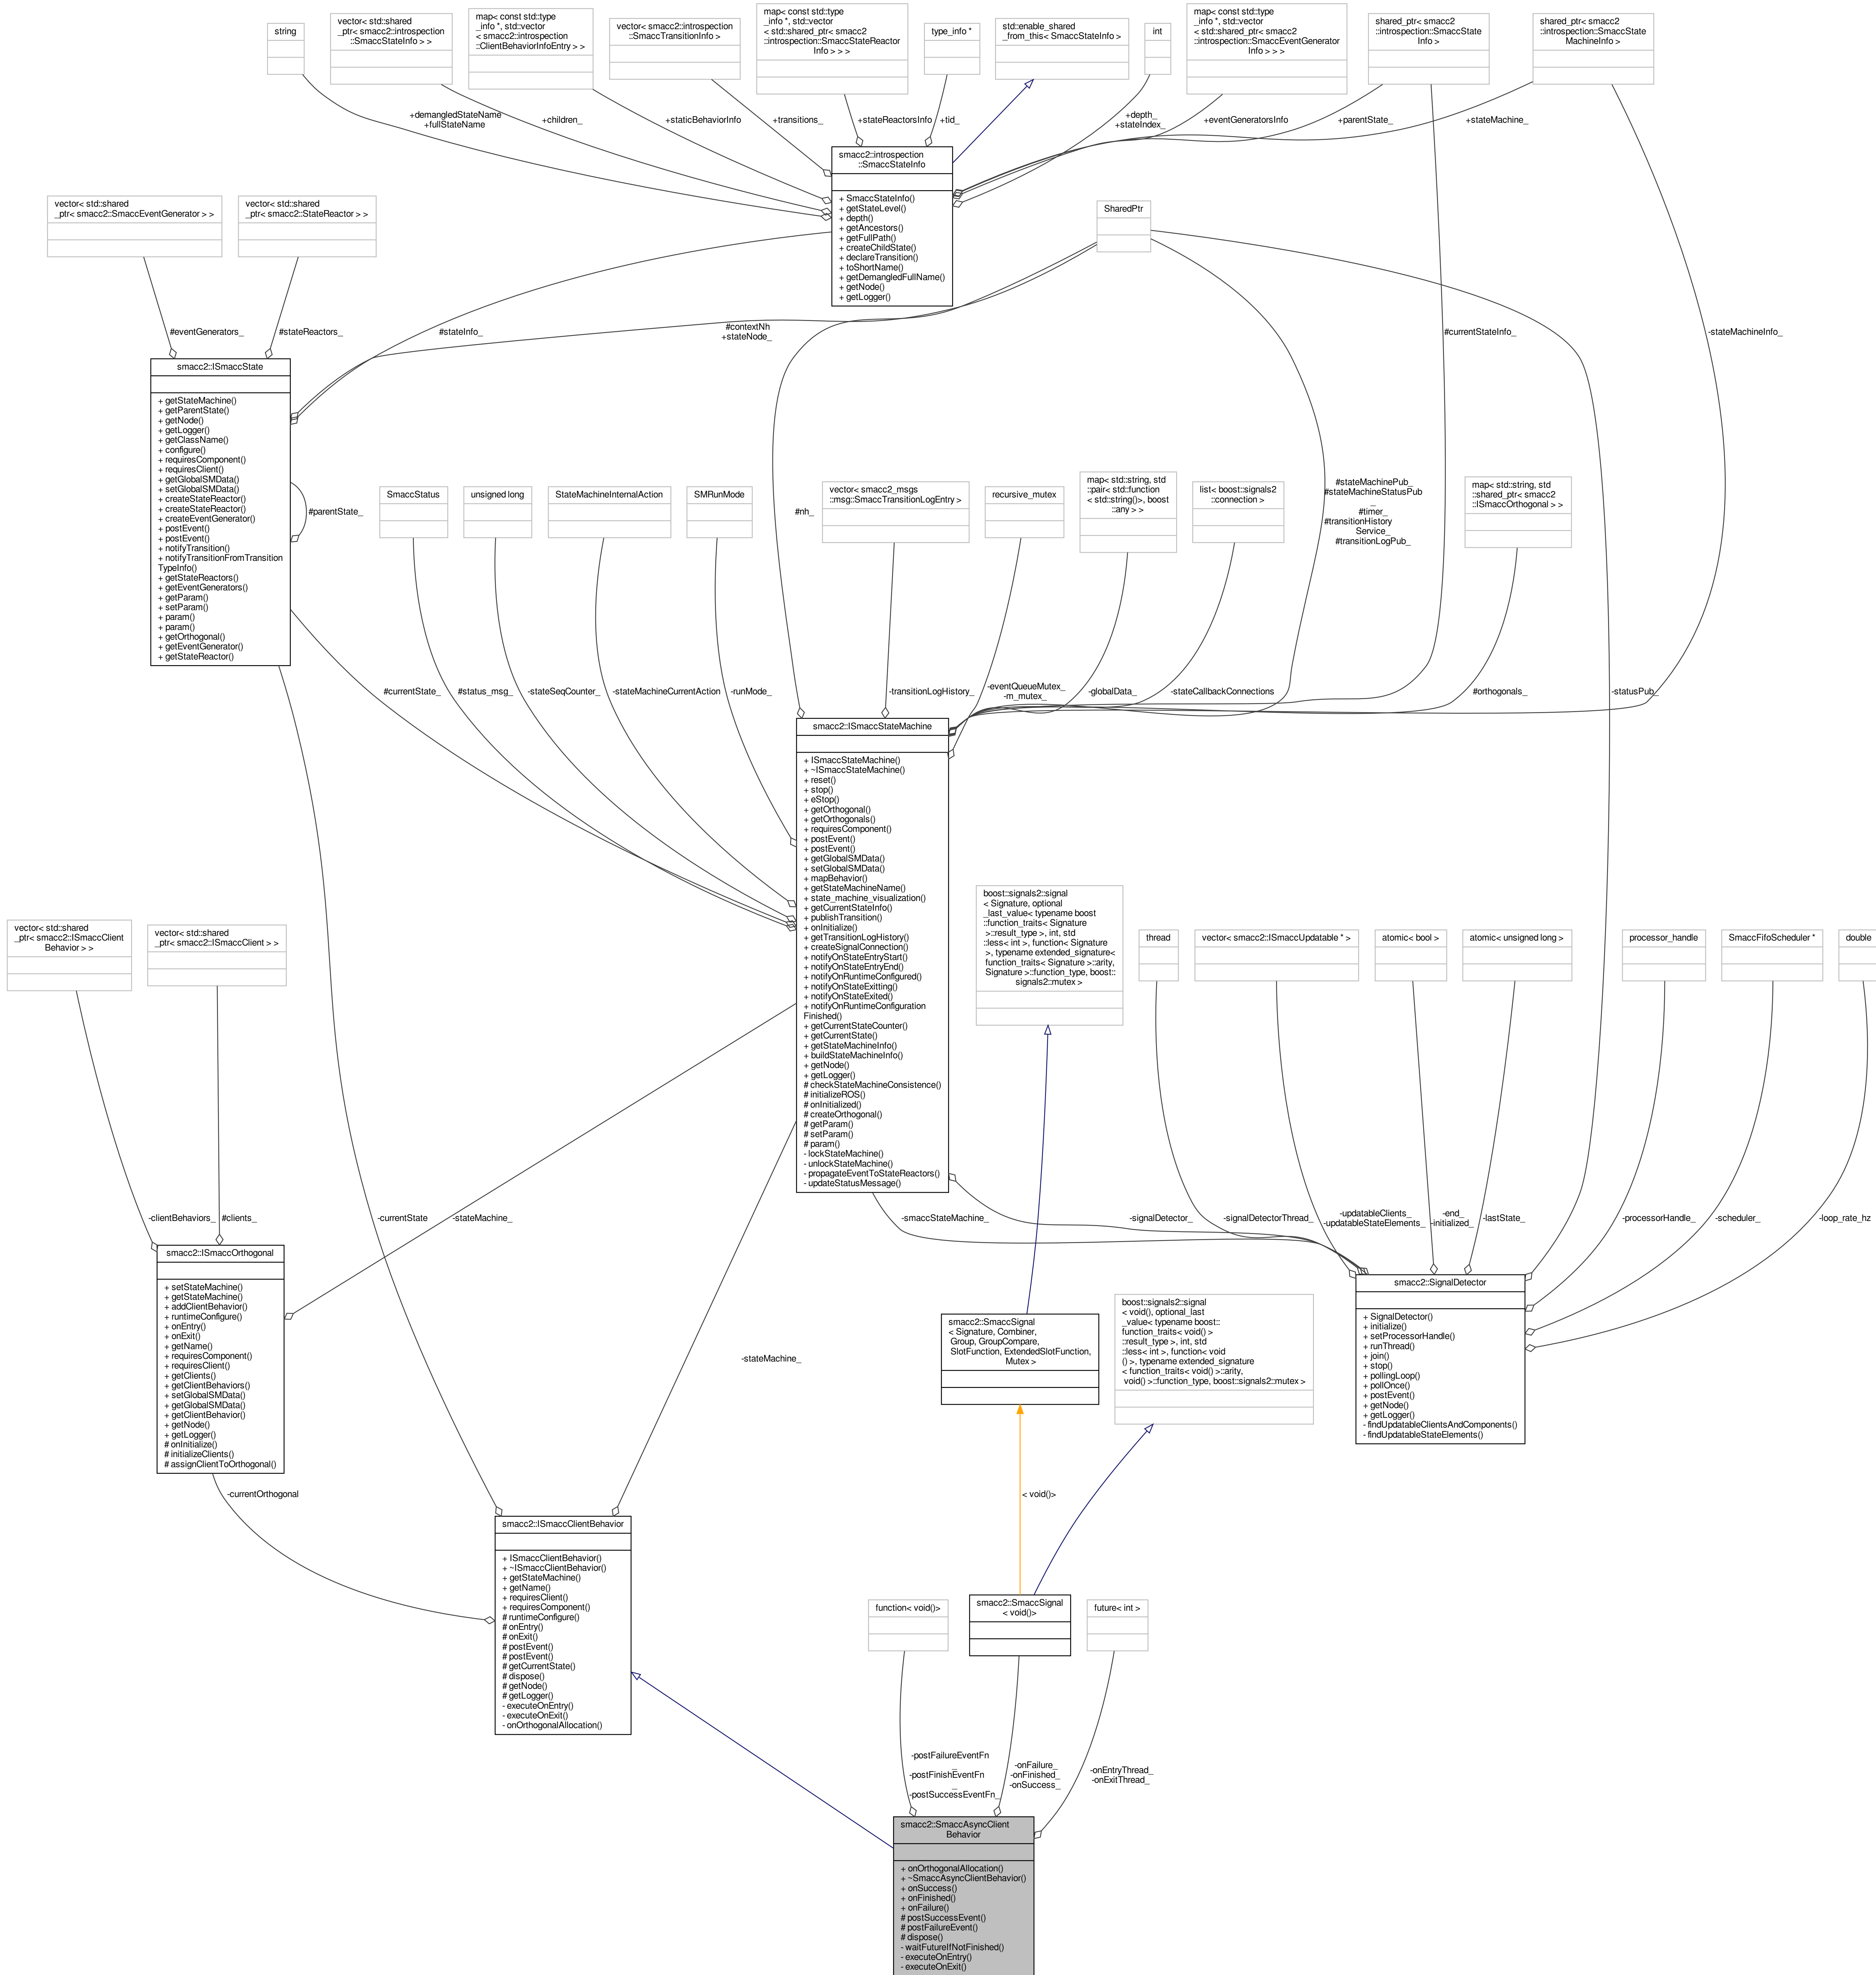 string
vector< std::shared
_ptr< smacc2::introspection
::SmaccStateInfo > >
map< const std::type
_info *, std::vector
< smacc2::introspection
::ClientBehaviorInfoEntry > >
vector< smacc2::introspection
::SmaccTransitionInfo >
map< const std::type
_info *, std::vector
< std::shared_ptr< smacc2
::introspection::SmaccStateReactor
Info > > >
type_info *
std::enable_shared
_from_this< SmaccStateInfo >
int
map< const std::type
_info *, std::vector
< std::shared_ptr< smacc2
::introspection::SmaccEventGenerator
Info > > >
shared_ptr< smacc2
::introspection::SmaccState
Info >
shared_ptr< smacc2
::introspection::SmaccState
MachineInfo >
+demangledStateName
+fullStateName
+children_
+staticBehaviorInfo
+transitions_
+stateReactorsInfo
+tid_
+depth_
+stateIndex_
+eventGeneratorsInfo
+parentState_
+stateMachine_
smacc2::introspection
::SmaccStateInfo
+ SmaccStateInfo()
+ getStateLevel()
+ depth()
+ getAncestors()
+ getFullPath()
+ createChildState()
+ declareTransition()
+ toShortName()
+ getDemangledFullName()
+ getNode()
+ getLogger()
vector< std::shared
_ptr< smacc2::SmaccEventGenerator > >
vector< std::shared
_ptr< smacc2::StateReactor > >
SharedPtr
#eventGenerators_
#stateReactors_
#stateInfo_
#contextNh
+stateNode_
#currentStateInfo_
-stateMachineInfo_
smacc2::ISmaccState
+ getStateMachine()
+ getParentState()
+ getNode()
+ getLogger()
+ getClassName()
+ configure()
+ requiresComponent()
+ requiresClient()
+ getGlobalSMData()
+ setGlobalSMData()
+ createStateReactor()
+ createStateReactor()
+ createEventGenerator()
+ postEvent()
+ postEvent()
+ notifyTransition()
+ notifyTransitionFromTransition
TypeInfo()
+ getStateReactors()
+ getEventGenerators()
+ getParam()
+ setParam()
+ param()
+ param()
+ getOrthogonal()
+ getEventGenerator()
+ getStateReactor()
#parentState_
SmaccStatus
unsigned long
StateMachineInternalAction
SMRunMode
#nh_
vector< smacc2_msgs
::msg::SmaccTransitionLogEntry >
recursive_mutex
map< std::string, std
::pair< std::function
< std::string()>, boost
::any > >
list< boost::signals2
::connection >
#stateMachinePub_
#stateMachineStatusPub
_
#timer_
#transitionHistory
Service_
#transitionLogPub_
map< std::string, std
::shared_ptr< smacc2
::ISmaccOrthogonal > >
#currentState_
#status_msg_
-stateSeqCounter_
-stateMachineCurrentAction
-runMode_
-transitionLogHistory_
-eventQueueMutex_
-m_mutex_
-globalData_
-stateCallbackConnections
#orthogonals_
-statusPub_
smacc2::ISmaccStateMachine
+ ISmaccStateMachine()
+ ~ISmaccStateMachine()
+ reset()
+ stop()
+ eStop()
+ getOrthogonal()
+ getOrthogonals()
+ requiresComponent()
+ postEvent()
+ postEvent()
+ getGlobalSMData()
+ setGlobalSMData()
+ mapBehavior()
+ getStateMachineName()
+ state_machine_visualization()
+ getCurrentStateInfo()
+ publishTransition()
+ onInitialize()
+ getTransitionLogHistory()
+ createSignalConnection()
+ notifyOnStateEntryStart()
+ notifyOnStateEntryEnd()
+ notifyOnRuntimeConfigured()
+ notifyOnStateExitting()
+ notifyOnStateExited()
+ notifyOnRuntimeConfiguration
Finished()
+ getCurrentStateCounter()
+ getCurrentState()
+ getStateMachineInfo()
+ buildStateMachineInfo()
+ getNode()
+ getLogger()
# checkStateMachineConsistence()
# initializeROS()
# onInitialized()
# createOrthogonal()
# getParam()
# setParam()
# param()
- lockStateMachine()
- unlockStateMachine()
- propagateEventToStateReactors()
- updateStatusMessage()
vector< std::shared
_ptr< smacc2::ISmaccClient
Behavior > >
vector< std::shared
_ptr< smacc2::ISmaccClient > >
boost::signals2::signal
< Signature, optional
_last_value< typename boost
::function_traits< Signature
>::result_type >, int, std
::less< int >, function< Signature
>, typename extended_signature<
function_traits< Signature >::arity,
Signature >::function_type, boost::
signals2::mutex >
thread
vector< smacc2::ISmaccUpdatable * >
atomic< bool >
atomic< unsigned long >
processor_handle
SmaccFifoScheduler *
double
-clientBehaviors_
#clients_
-currentState
-stateMachine_
-smaccStateMachine_
-signalDetector_
-signalDetectorThread_
-updatableClients_
-updatableStateElements_
-end_
-initialized_
-lastState_
-processorHandle_
-scheduler_
-loop_rate_hz
smacc2::ISmaccOrthogonal
+ setStateMachine()
+ getStateMachine()
+ addClientBehavior()
+ runtimeConfigure()
+ onEntry()
+ onExit()
+ getName()
+ requiresComponent()
+ requiresClient()
+ getClients()
+ getClientBehaviors()
+ setGlobalSMData()
+ getGlobalSMData()
+ getClientBehavior()
+ getNode()
+ getLogger()
# onInitialize()
# initializeClients()
# assignClientToOrthogonal()
smacc2::SignalDetector
+ SignalDetector()
+ initialize()
+ setProcessorHandle()
+ runThread()
+ join()
+ stop()
+ pollingLoop()
+ pollOnce()
+ postEvent()
+ getNode()
+ getLogger()
- findUpdatableClientsAndComponents()
- findUpdatableStateElements()
-stateMachine_
smacc2::SmaccSignal
< Signature, Combiner,
Group, GroupCompare,
SlotFunction, ExtendedSlotFunction,
Mutex >
boost::signals2::signal
< void(), optional_last
_value< typename boost::
function_traits< void() >
::result_type >, int, std
::less< int >, function< void
() >, typename extended_signature
< function_traits< void() >::arity,
void() >::function_type, boost::signals2::mutex >
-currentOrthogonal
< void()>
smacc2::ISmaccClientBehavior
+ ISmaccClientBehavior()
+ ~ISmaccClientBehavior()
+ getStateMachine()
+ getName()
+ requiresClient()
+ requiresComponent()
# runtimeConfigure()
# onEntry()
# onExit()
# postEvent()
# postEvent()
# getCurrentState()
# dispose()
# getNode()
# getLogger()
- executeOnEntry()
- executeOnExit()
- onOrthogonalAllocation()
function< void()>
smacc2::SmaccSignal
< void()>
future< int >
-postFailureEventFn
_
-postFinishEventFn
_
-postSuccessEventFn_
-onFailure_
-onFinished_
-onSuccess_
-onEntryThread_
-onExitThread_
smacc2::SmaccAsyncClient
Behavior
+ onOrthogonalAllocation()
+ ~SmaccAsyncClientBehavior()
+ onSuccess()
+ onFinished()
+ onFailure()
# postSuccessEvent()
# postFailureEvent()
# dispose()
- waitFutureIfNotFinished()
- executeOnEntry()
- executeOnExit()